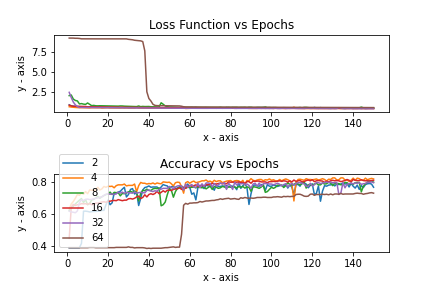 Loss Function vs Epochs
7.5
5.0
2.5
y - axis
0 20 40 60 80 100 120 140
x - axis
Accuracy vs Epochs
0.8
0.6
0.4
y - axis
2
4
8
16
32
64
0 20 40 60 80 100 120 140
x - axis